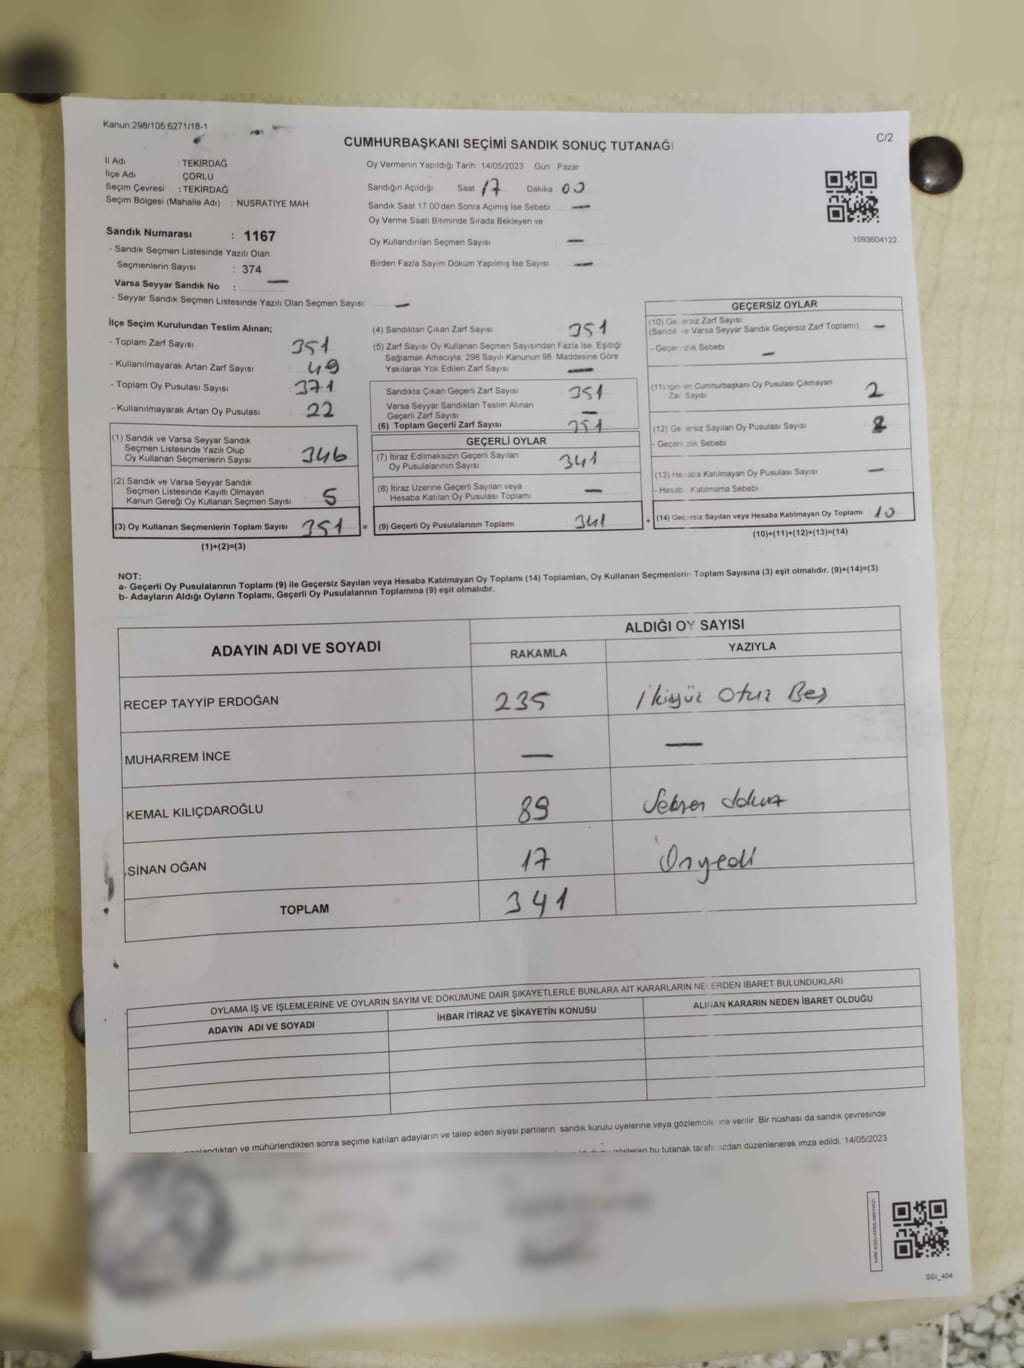 Kanun:298/105;6271/18-1
C/2
CUMHURBAŞKANI SEÇİMİ SANDIK SONUÇ TUTANAĞI
İl Adı : TEKİRDAĞ
İlçe Adı ÇORLU
Seçim Çevresi : TEKİRDAĞ
Seçim Bölgesi (Mahalle Adı) : NUSRATİYE MAH.
Oy Vermenin Yapıldığı Tarih : 14/05/2023 Gün : Pazar
Sandığın Açıldığı Saat 17 Dakika 00
Sandık Saat 17.00'den Sonra Açımış İse Sebebi —
Oy Verme Saati Bitiminde Sırada Bekleyen ve
Oy Kullandırılan Seçmen Sayısı —
Birden Fazla Sayım Döküm Yapılmış İse Sayısı —
1093604122
Sandık Numarası : 1167
- Sandık Seçmen Listesinde Yazılı Olan
Seçmenlerin Sayısı : 374
Varsa Seyyar Sandık No : —
- Seyyar Sandık Seçmen Listesinde Yazılı Olan Seçmen Sayısı —
İlçe Seçim Kurulundan Teslim Alınan;
- Toplam Zarf Sayısı 351
- Kullanılmayarak Artan Zarf Sayısı 49
- Toplam Oy Pusulası Sayısı 371
- Kullanılmayarak Artan Oy Pusulası 22
(1) Sandık ve Varsa Seyyar Sandık
Seçmen Listesinde Yazılı Olup
Oy Kullanan Seçmenlerin Sayısı 346
(2) Sandık ve Varsa Seyyar Sandık
Seçmen Listesinde Kayıtlı Olmayan
Kanun Gereği Oy Kullanan Seçmen Sayısı 5
(3) Oy Kullanan Seçmenlerin Toplam Sayısı 351 =
(1)+(2)=(3)
(4) Sandıktan Çıkan Zarf Sayısı 351
(5) Zarf Sayısı Oy Kullanan Seçmen Sayısından Fazla İse, Eşitliği
Sağlamak Amacıyla, 298 Sayılı Kanunun 98. Maddesine Göre
Yakılarak Yok Edilen Zarf Sayısı —
Sandıkta Çıkan Geçerli Zarf Sayısı 351
Varsa Seyyar Sandıktan Teslim Alınan
Geçerli Zarf Sayısı —
(6) Toplam Geçerli Zarf Sayısı 351
GEÇERLİ OYLAR
(7) İtiraz Edilmeksizin Geçerli Sayılan
Oy Pusulalarının Sayısı 341
(8) İtiraz Üzerine Geçerli Sayılan veya
Hesaba Katılan Oy Pusulası Toplamı —
(9) Geçerli Oy Pusulalarının Toplamı 341 +
GEÇERSİZ OYLAR
(10) Geçersiz Zarf Sayısı
(Sandık ve Varsa Seyyar Sandık Geçersiz Zarf Toplamı) —
- Geçersizlik Sebebi —
(11) İçinden Cumhurbaşkanı Oy Pusulası Çıkmayan
Zarf Sayısı 2
(12) Geçersiz Sayılan Oy Pusulası Sayısı 8
- Geçersizlik Sebebi
(13) Hesaba Katılmayan Oy Pusulası Sayısı —
- Hesaba Katılmama Sebebi
(14) Geçersiz Sayılan veya Hesaba Katılmayan Oy Toplamı 10
(10)+(11)+(12)+(13)=(14)
NOT:
a- Geçerli Oy Pusulalarının Toplamı (9) ile Geçersiz Sayılan veya Hesaba Katılmayan Oy Toplamı (14) Toplamları, Oy Kullanan Seçmenlerin Toplam Sayısına (3) eşit olmalıdır. (9)+(14)=(3)
b- Adayların Aldığı Oyların Toplamı, Geçerli Oy Pusulalarının Toplamına (9) eşit olmalıdır.
ADAYIN ADI VE SOYADI
ALDIĞI OY SAYISI
RAKAMLA YAZIYLA
RECEP TAYYİP ERDOĞAN 235 İkiyüz Otuz Beş
MUHARREM İNCE — —
KEMAL KILIÇDAROĞLU 89 Seksen dokuz
SİNAN OĞAN 17 Onyedi
TOPLAM 341
OYLAMA İŞ VE İŞLEMLERİNE VE OYLARIN SAYIM VE DÖKÜMÜNE DAİR ŞİKAYETLERLE BUNLARA AİT KARARLARIN NELERDEN İBARET BULUNDUKLARI
ADAYIN ADI VE SOYADI İHBAR İTİRAZ VE ŞİKAYETİN KONUSU ALINAN KARARIN NEDEN İBARET OLDUĞU
ve mühürlendikten sonra seçime katılan adayların ve talep eden siyasi partilerin sandık kurulu üyelerine veya gözlemcilerine verilir. Bir nüshası da sandık çevresinde
gösteren bu tutanak tarafımızdan düzenlenerek imza edildi. 14/05/2023
SSI_404